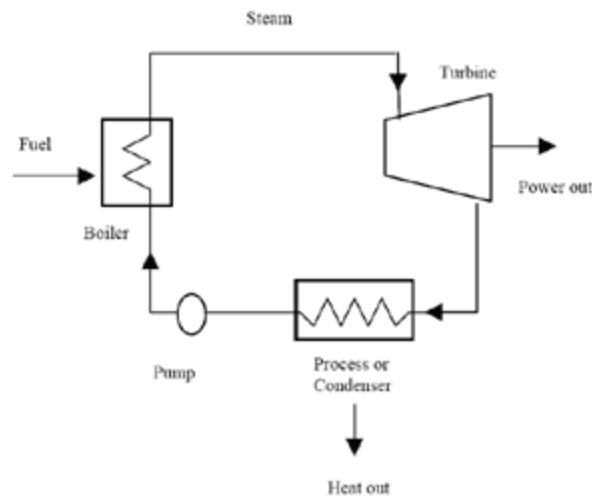 Steam
Turbine
Fuel
Power out
Boiler
Pump
Process or
Condenser
Heat out